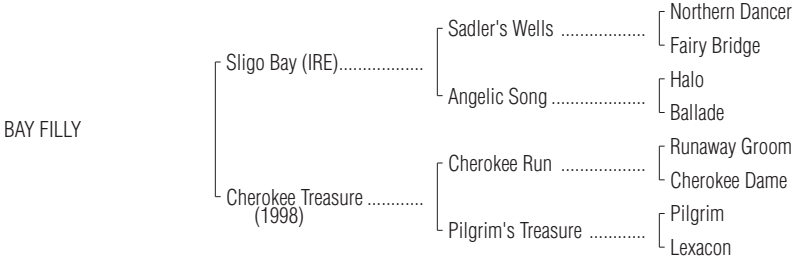 Northern Dancer
Sadler's Wells ..................
Fairy Bridge
Sligo Bay (IRE)..................
Halo
Angelic Song ....................
Ballade
BAY FILLY
Runaway Groom
Cherokee Run ..................
Cherokee Dame
Cherokee Treasure ............
(1998)
Pilgrim
Pilgrim's Treasure ............
Lexacon